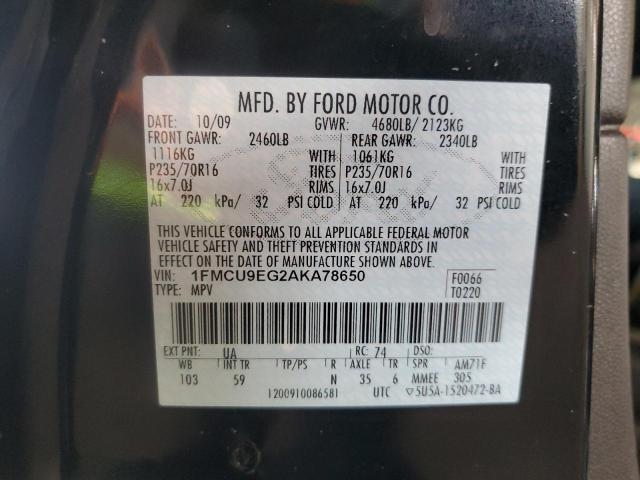 MFD. BY FORD MOTOR CO.
DATE: 10/09 GVWR: 4680LB/ 2123KG
FRONT GAWR: 2460LB REAR GAWR: 2340LB
1116KG WITH 1061KG WITH
P235/70R16 TIRES P235/70R16 TIRES
16x7.0J RIMS 16x7.0J RIMS
AT 220 kPa/ 32 PSI COLD AT 220 kPa/ 32 PSI COLD
THIS VEHICLE CONFORMS TO ALL APPLICABLE FEDERAL MOTOR
VEHICLE SAFETY AND THEFT PREVENTION STANDARDS IN
EFFECT ON THE DATE OF MANUFACTURE SHOWN ABOVE.
VIN: 1FMCU9EG2AKA78650 F0066
TYPE: MPV T0220
EXT PNT: UA RC: 74 DSO:
WB INT TR TP/PS R AXLE TR SPR AM71F
103 59 N 35 6 MMEE 305
1200910086581 UTC 5U5A-1520472-BA